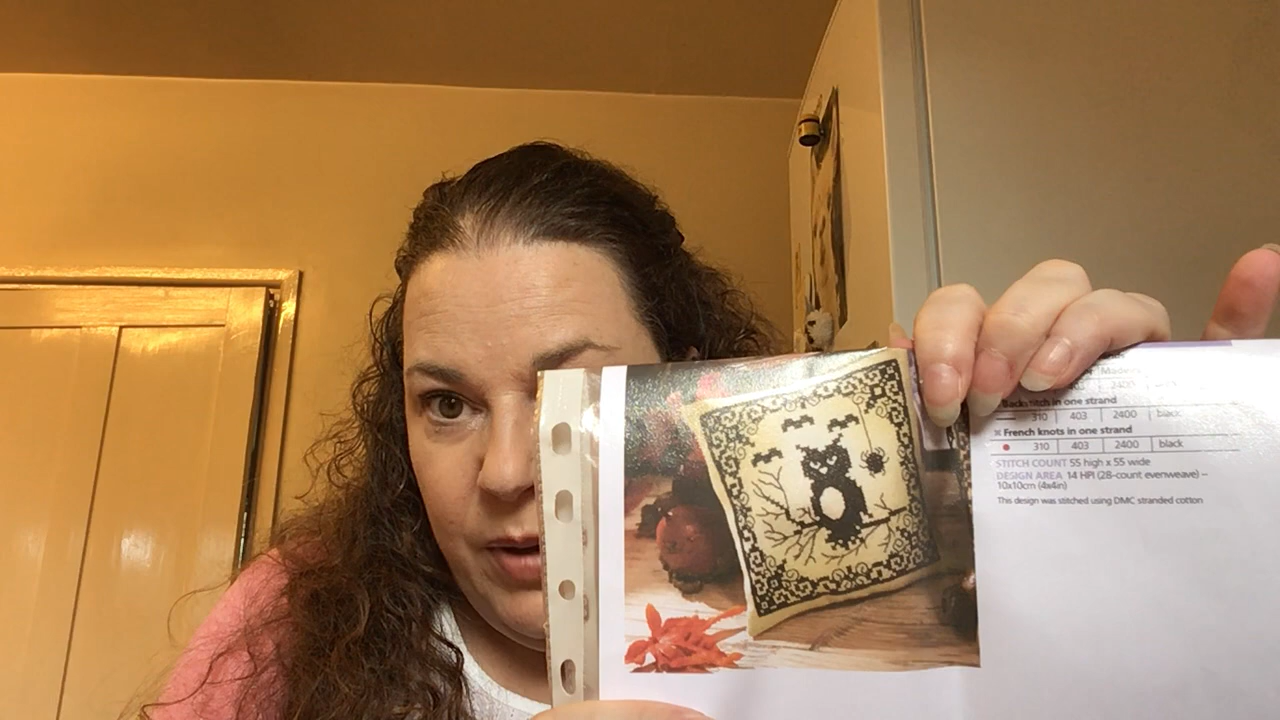 Madeira
2400
Backstitch in one strand
310 403 2400 black
French knots in one strand
310 403 2400 black
STITCH COUNT 55 high x 55 wide
DESIGN AREA 14 HPI (28-count evenweave) –
10x10cm (4x4in)
This design was stitched using DMC stranded cotton